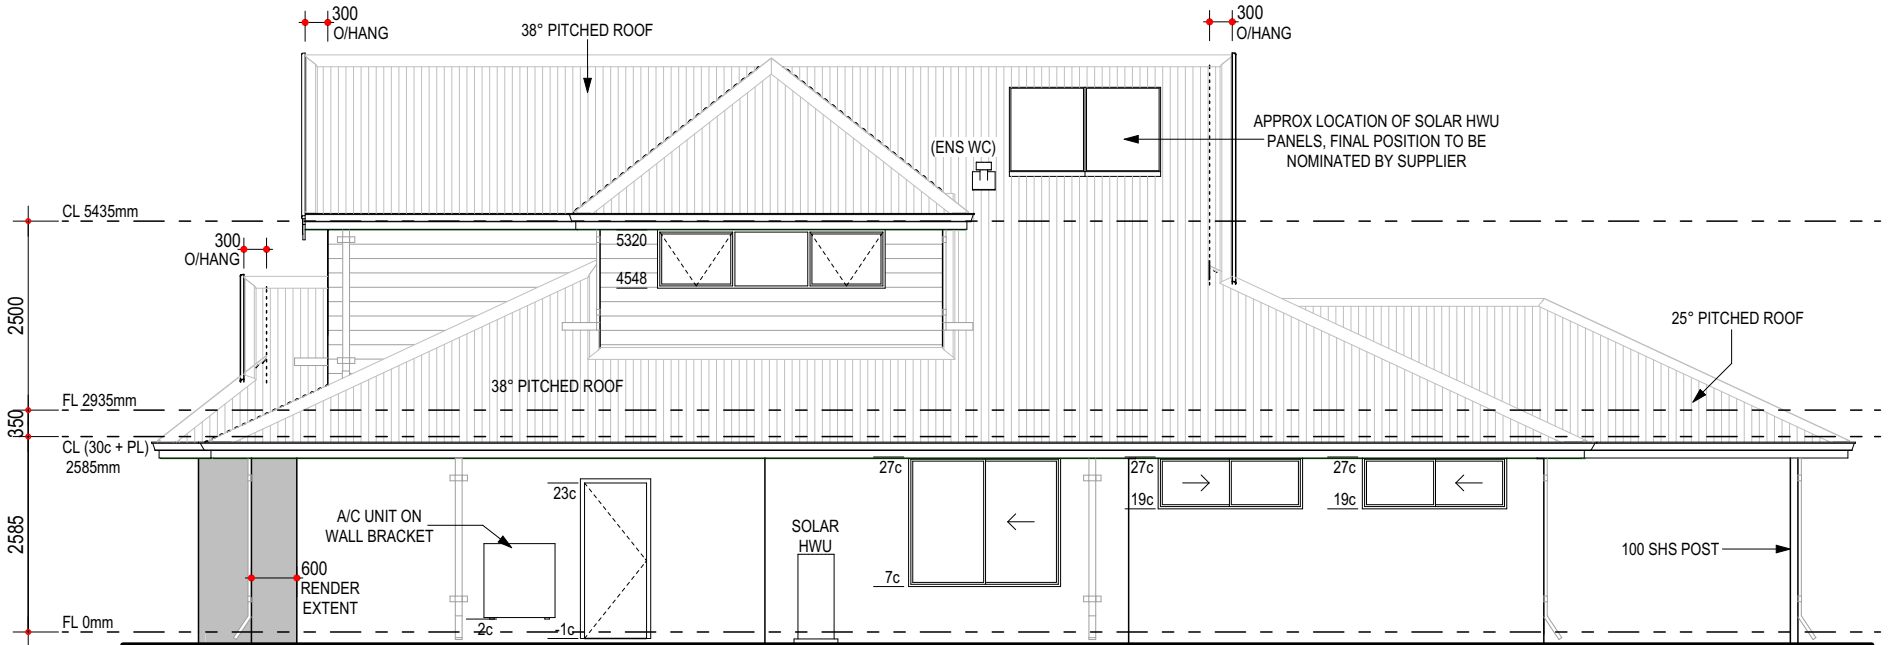 300
O/HANG
38° PITCHED ROOF
300
O/HANG
APPROX LOCATION OF SOLAR HWU
PANELS, FINAL POSITION TO BE
NOMINATED BY SUPPLIER
(ENS WC)
CL 5435mm
300
O/HANG
5320
4548
2500
25° PITCHED ROOF
38° PITCHED ROOF
FL 2935mm
350
CL (30c + PL)
2585mm
27c
27c
27c
23c
19c
19c
A/C UNIT ON
WALL BRACKET
SOLAR
HWU
2585
100 SHS POST
7c
600
RENDER
EXTENT
FL 0mm
2c
-1c